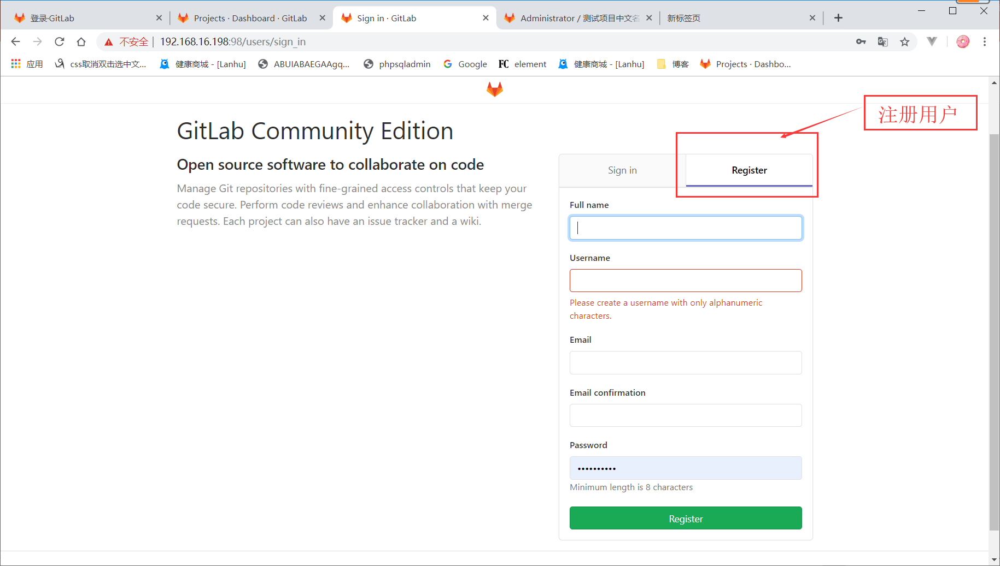 登录·GitLab
Projects · Dashboard · GitLab
Sign in · GitLab
Administrator / 测试项目中文名
新标签页
不安全 | 192.168.16.198:98/users/sign_in
应用
css取消双击选中文...
健康商城 - [Lanhu]
ABUIABAEGAAgq...
phpsqladmin
Google
FC element
健康商城 - [Lanhu]
博客
Projects · Dashbo...
注册用户
GitLab Community Edition
Open source software to collaborate on code
Manage Git repositories with fine-grained access controls that keep your
code secure. Perform code reviews and enhance collaboration with merge
requests. Each project can also have an issue tracker and a wiki.
Sign in
Register
Full name
Username
Please create a username with only alphanumeric
characters.
Email
Email confirmation
Password
••••••••••
Minimum length is 8 characters
Register